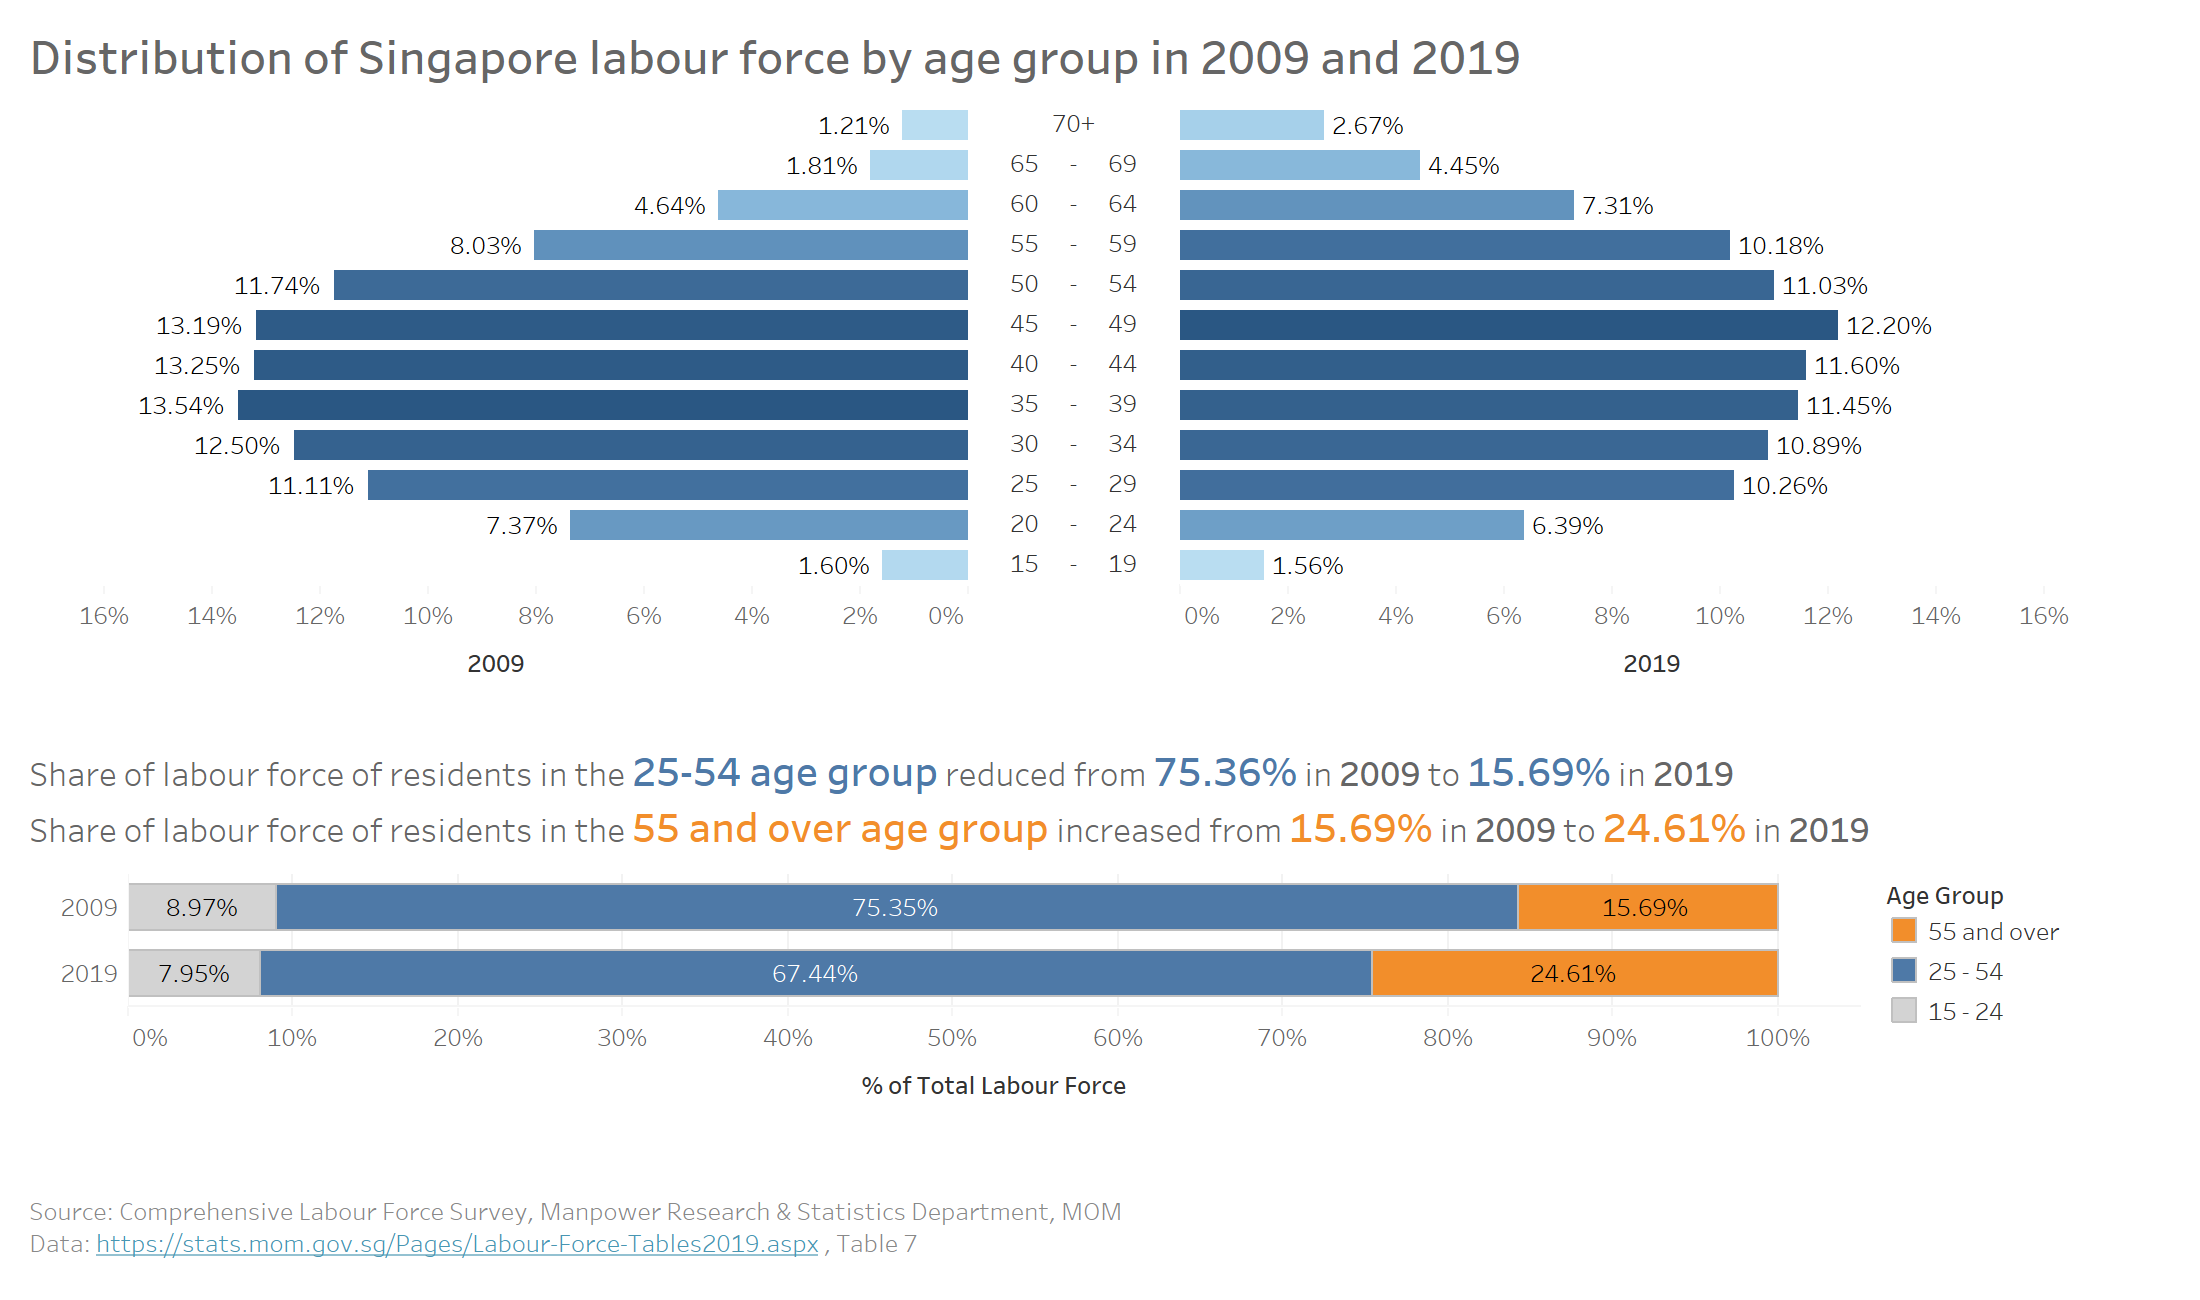 Distribution of Singapore labour force by age group in 2009 and 2019
1.21% 70+ 2.67%
1.81% 65 - 69 4.45%
4.64% 60 - 64 7.31%
8.03% 55 - 59 10.18%
11.74% 50 - 54 11.03%
13.19% 45 - 49 12.20%
13.25% 40 - 44 11.60%
13.54% 35 - 39 11.45%
12.50% 30 - 34 10.89%
11.11% 25 - 29 10.26%
7.37% 20 - 24 6.39%
1.60% 15 - 19 1.56%
16% 14% 12% 10% 8% 6% 4% 2% 0% 0% 2% 4% 6% 8% 10% 12% 14% 16%
2009 2019
Share of labour force of residents in the 25-54 age group reduced from 75.36% in 2009 to 15.69% in 2019
Share of labour force of residents in the 55 and over age group increased from 15.69% in 2009 to 24.61% in 2019
2009 8.97% 75.35% 15.69%
2019 7.95% 67.44% 24.61%
0% 10% 20% 30% 40% 50% 60% 70% 80% 90% 100%
% of Total Labour Force
Age Group
55 and over
25 - 54
15 - 24
Source: Comprehensive Labour Force Survey, Manpower Research & Statistics Department, MOM
Data: https://stats.mom.gov.sg/Pages/Labour-Force-Tables2019.aspx , Table 7